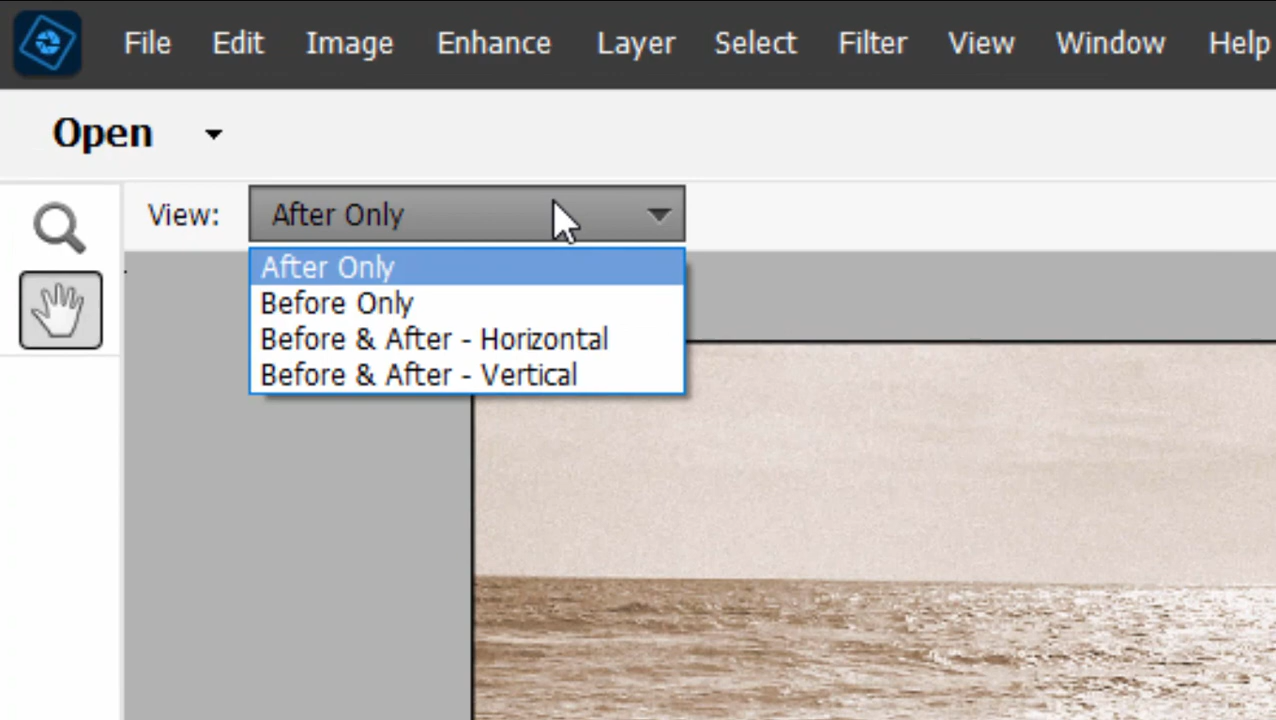 File Edit Image Enhance Layer Select Filter View Window Help
Open
View: After Only
After Only
Before Only
Before & After - Horizontal
Before & After - Vertical